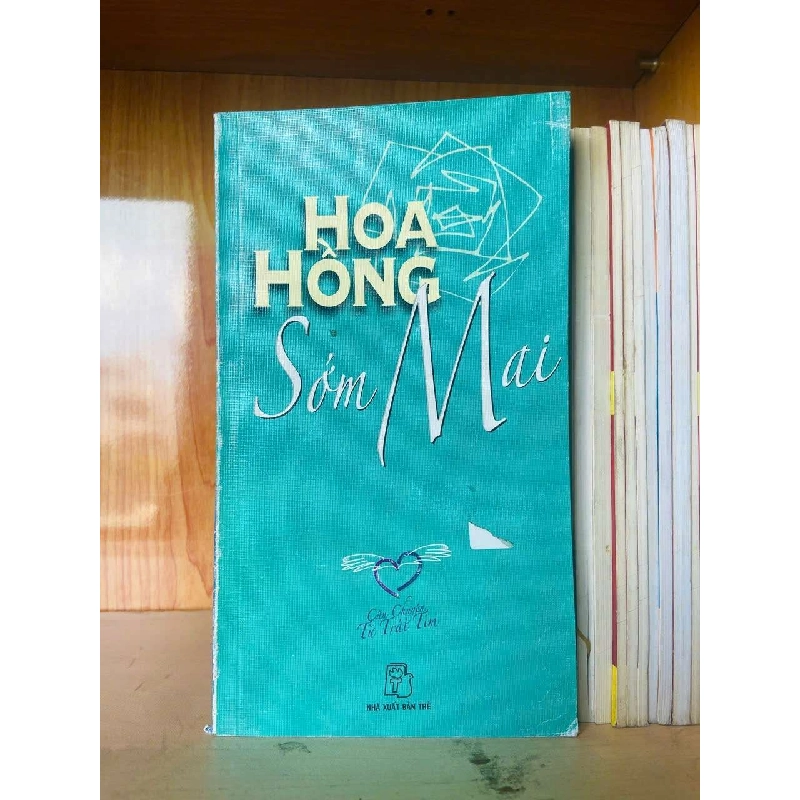 HOA
HỒNG
Sớm Mai
Câu Chuyện
Từ Trái Tim
NHÀ XUẤT BẢN TRẺ